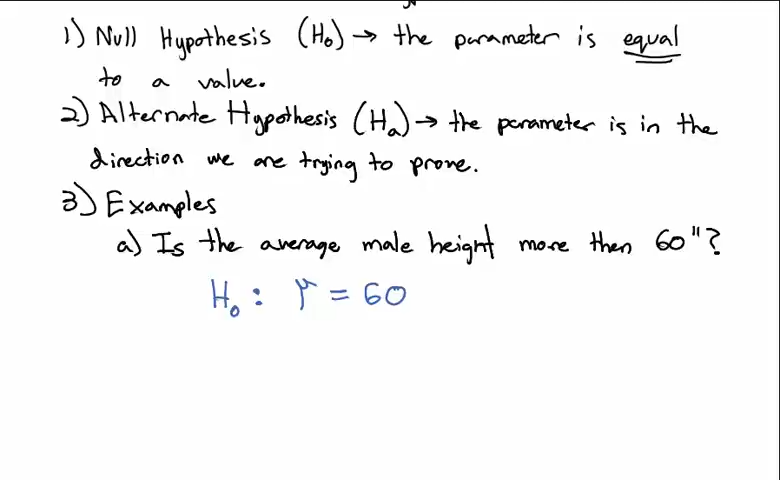 1) Null Hypothesis (H₀) → the parameter is equal
to a value.
2) Alternate Hypothesis (Hₐ) → the parameter is in the
direction we are trying to prove.
3) Examples
a) Is the average male height more then 60"?
H₀ : μ = 60